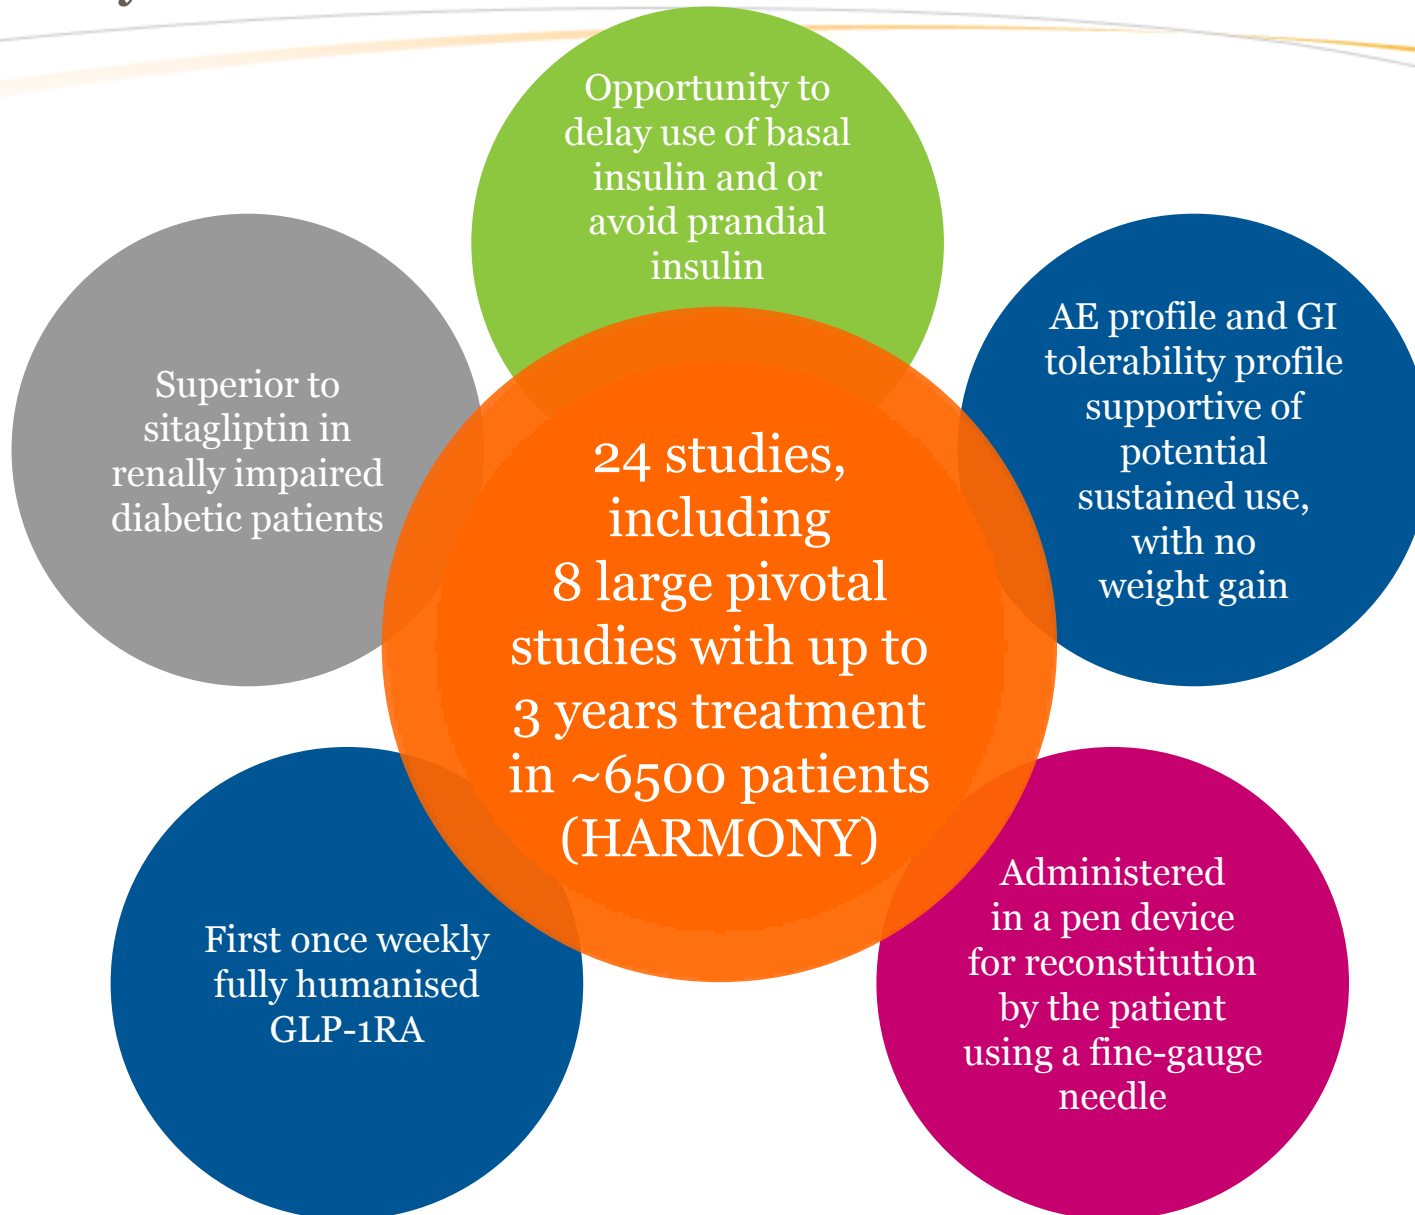 Opportunity to
delay use of basal
insulin and or
avoid prandial
insulin
AE profile and GI
tolerability profile
supportive of
potential
sustained use,
with no
weight gain
Superior to
sitagliptin in
renally impaired
diabetic patients
24 studies,
including
8 large pivotal
studies with up to
3 years treatment
in ~6500 patients
(HARMONY)
Administered
in a pen device
for reconstitution
by the patient
using a fine-gauge
needle
First once weekly
fully humanised
GLP-1RA